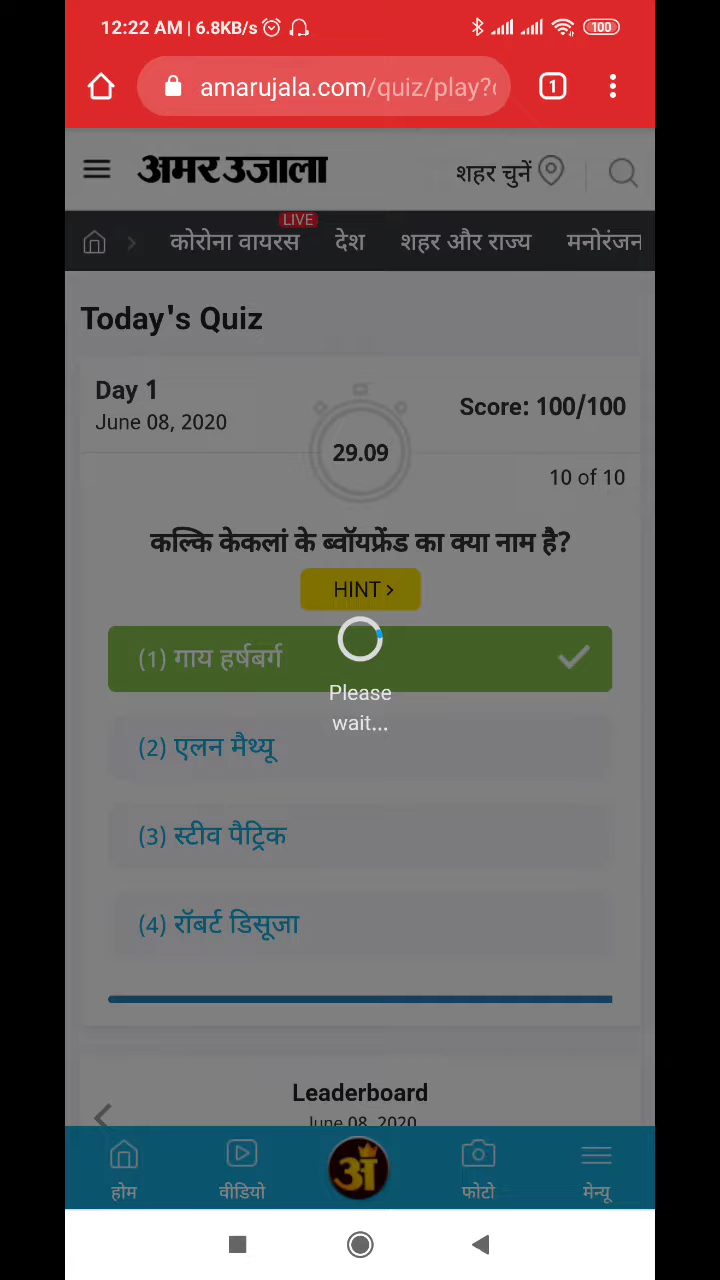 12:22 AM | 6.8KB/s
100
amarujala.com/quiz/play?
1
अमर उजाला
शहर चुनें
LIVE
कोरोना वायरस
देश
शहर और राज्य
मनोरंजन
Today's Quiz
Day 1
June 08, 2020
29.09
Score: 100/100
10 of 10
कल्कि केकलां के ब्वॉयफ्रेंड का क्या नाम है?
HINT >
(1) गाय हर्षबर्ग
Please
wait...
(2) एलन मैथ्यू
(3) स्टीव पैट्रिक
(4) रॉबर्ट डिसूजा
Leaderboard
June 08, 2020
होम
वीडियो
अं
फोटो
मेन्यू